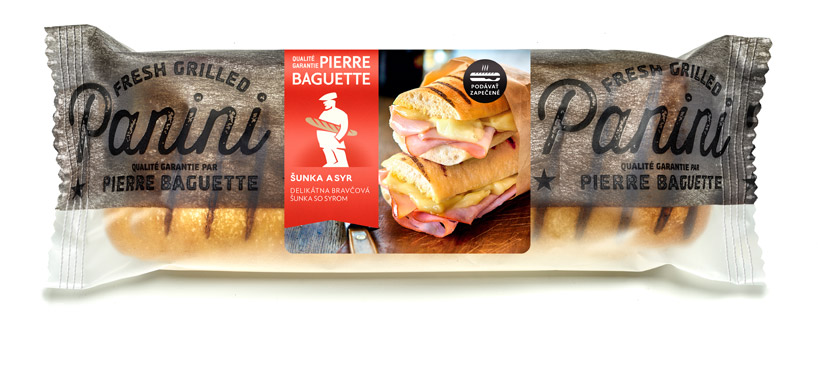 FRESH GRILLED
Panini
QUALITÉ GARANTIE PAR
PIERRE BAGUETTE
QUALITÉ
GARANTIE PIERRE
BAGUETTE
ŠUNKA A SYR
DELIKÁTNA BRAVČOVÁ
ŠUNKA SO SYROM
PODÁVAŤ
ZAPEČENÉ
FRESH GRILLED
Panini
QUALITÉ GARANTIE PAR
PIERRE BAGUETTE